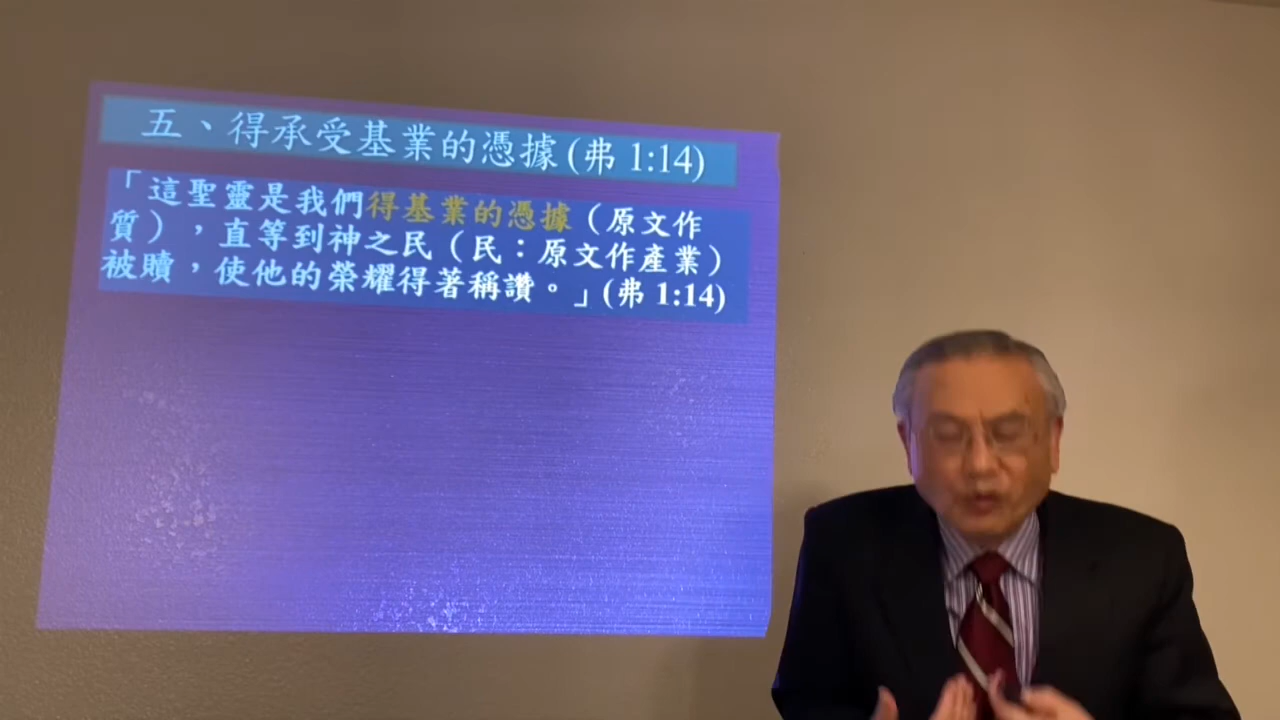 五、得承受基業的憑據(弗 1:14)
「這聖靈是我們得基業的憑據（原文作
質），直等到神之民（民：原文作產業）
被贖，使他的榮耀得著稱讚。」(弗 1:14)